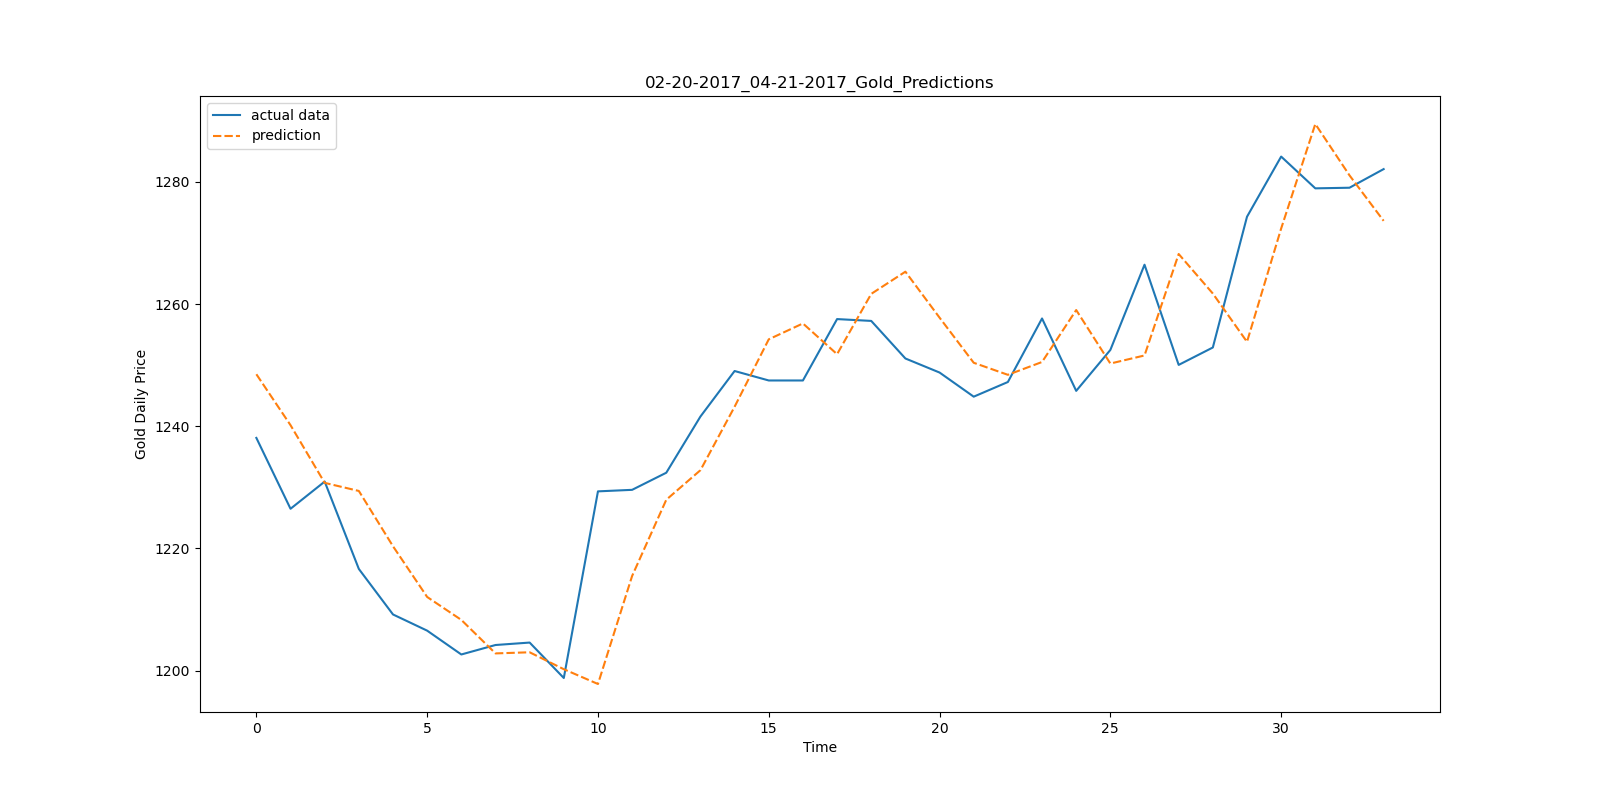 02-20-2017_04-21-2017_Gold_Predictions
actual data
prediction
Gold Daily Price
1280
1260
1240
1220
1200
0 5 10 15 20 25 30
Time